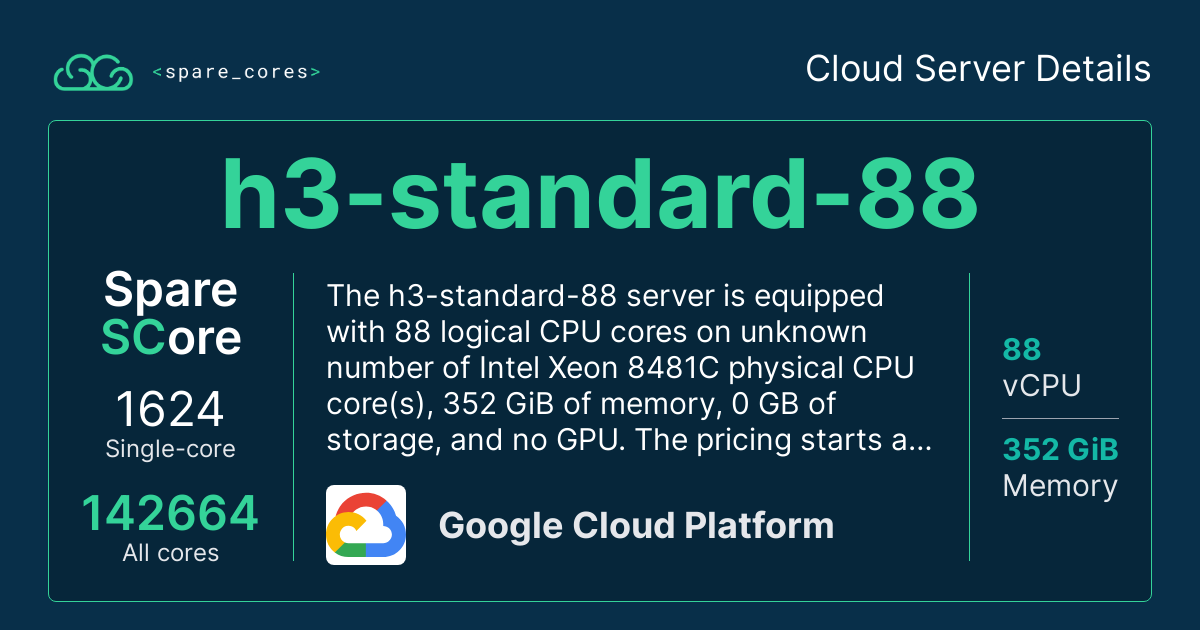 <spare_cores>
Cloud Server Details
h3-standard-88
Spare
SCore
1624
Single-core
142664
All cores
The h3-standard-88 server is equipped
with 88 logical CPU cores on unknown
number of Intel Xeon 8481C physical CPU
core(s), 352 GiB of memory, 0 GB of
storage, and no GPU. The pricing starts a...
Google Cloud Platform
88
vCPU
352 GiB
Memory